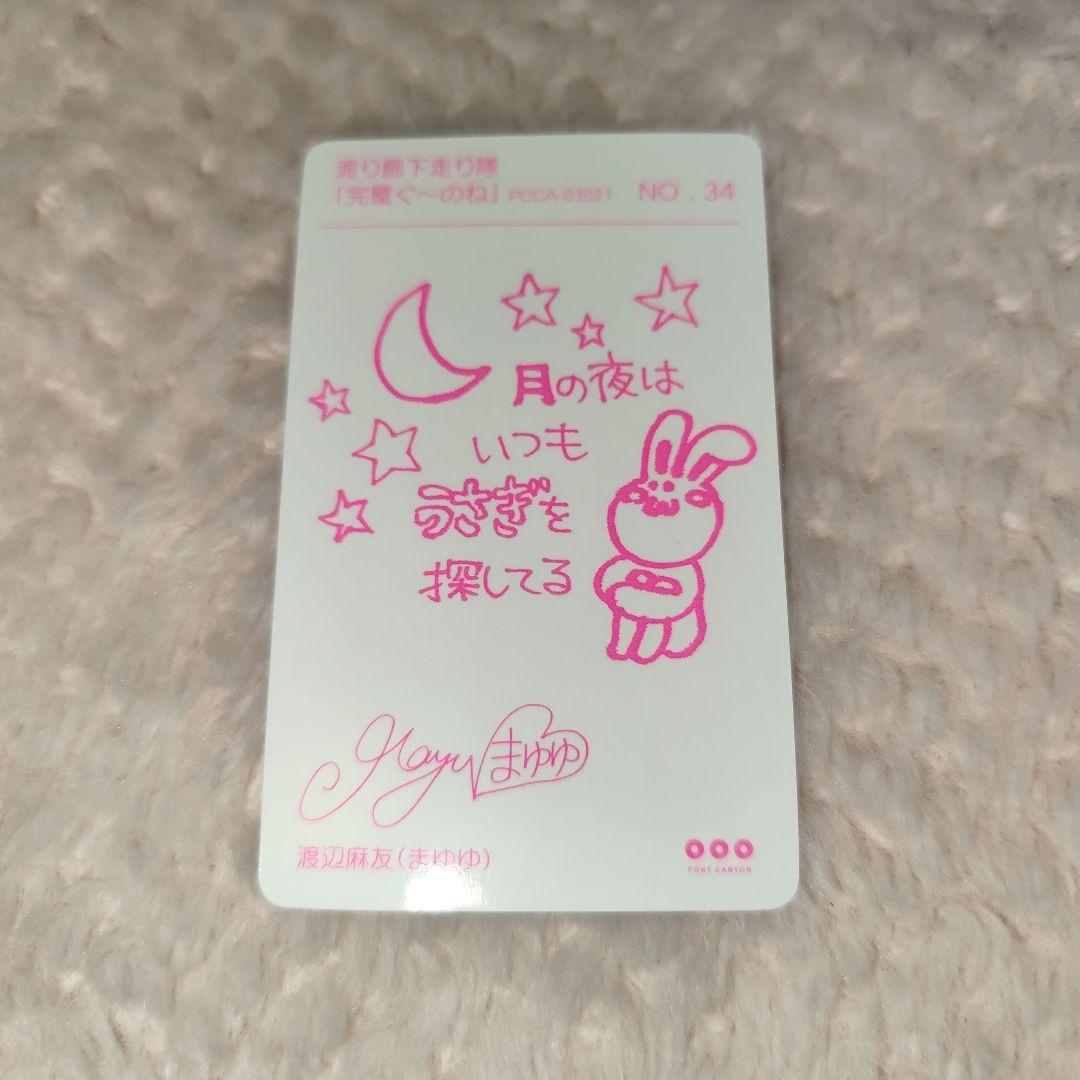 渡り廊下走り隊
「完璧ぐ〜のね」 PCCA-03021 NO . 34
月の夜は
いつも
うさぎを
探してる
Mayu まゆゆ
渡辺麻友(まゆゆ)
PONY CANYON